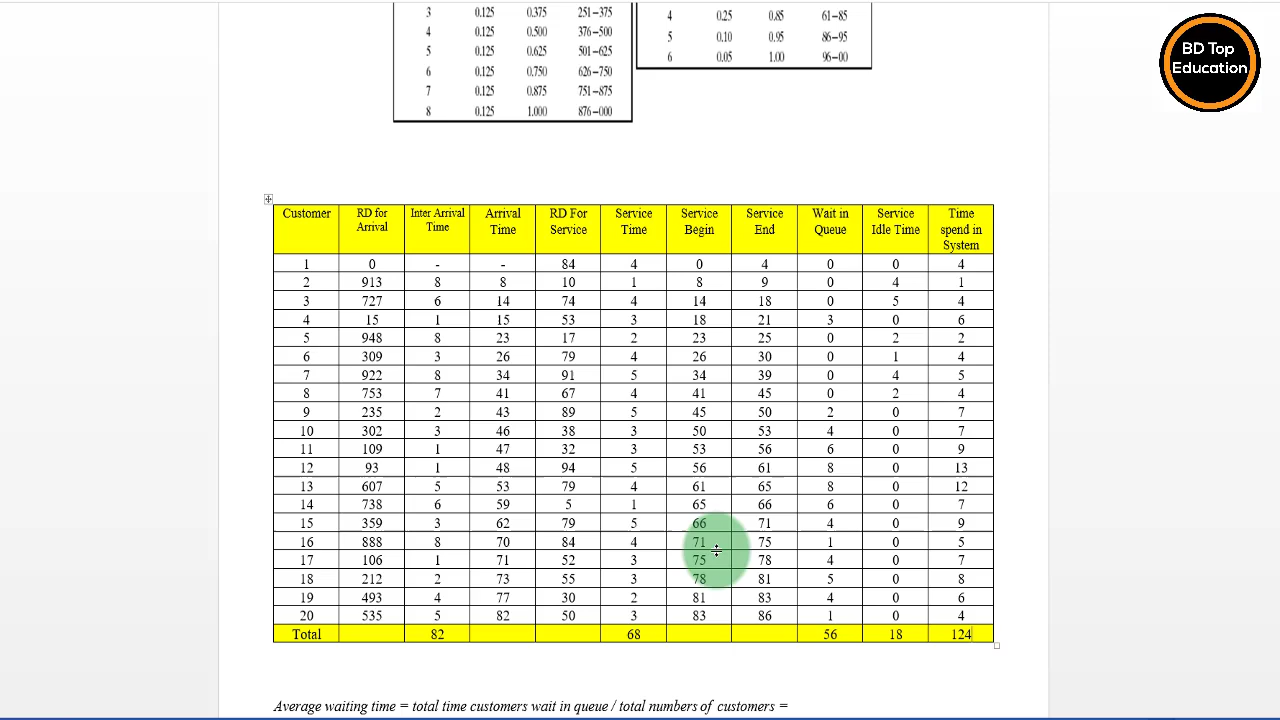 3 0.125 0.375 251–375
4 0.125 0.500 376–500
5 0.125 0.625 501–625
6 0.125 0.750 626–750
7 0.125 0.875 751–875
8 0.125 1.000 876–000
4 0.25 0.85 61–85
5 0.10 0.95 86–95
6 0.05 1.00 96–00
BD Top
Education
Customer RD for Arrival Inter Arrival Time Arrival Time RD For Service Service Time Service Begin Service End Wait in Queue Service Idle Time Time spend in System
1 0 - - 84 4 0 4 0 0 4
2 913 8 8 10 1 8 9 0 4 1
3 727 6 14 74 4 14 18 0 5 4
4 15 1 15 53 3 18 21 3 0 6
5 948 8 23 17 2 23 25 0 2 2
6 309 3 26 79 4 26 30 0 1 4
7 922 8 34 91 5 34 39 0 4 5
8 753 7 41 67 4 41 45 0 2 4
9 235 2 43 89 5 45 50 2 0 7
10 302 3 46 38 3 50 53 4 0 7
11 109 1 47 32 3 53 56 6 0 9
12 93 1 48 94 5 56 61 8 0 13
13 607 5 53 79 4 61 65 8 0 12
14 738 6 59 5 1 65 66 6 0 7
15 359 3 62 79 5 66 71 4 0 9
16 888 8 70 84 4 71 75 1 0 5
17 106 1 71 52 3 75 78 4 0 7
18 212 2 73 55 3 78 81 5 0 8
19 493 4 77 30 2 81 83 4 0 6
20 535 5 82 50 3 83 86 1 0 4
Total 82 68 56 18 124
Average waiting time = total time customers wait in queue / total numbers of customers =